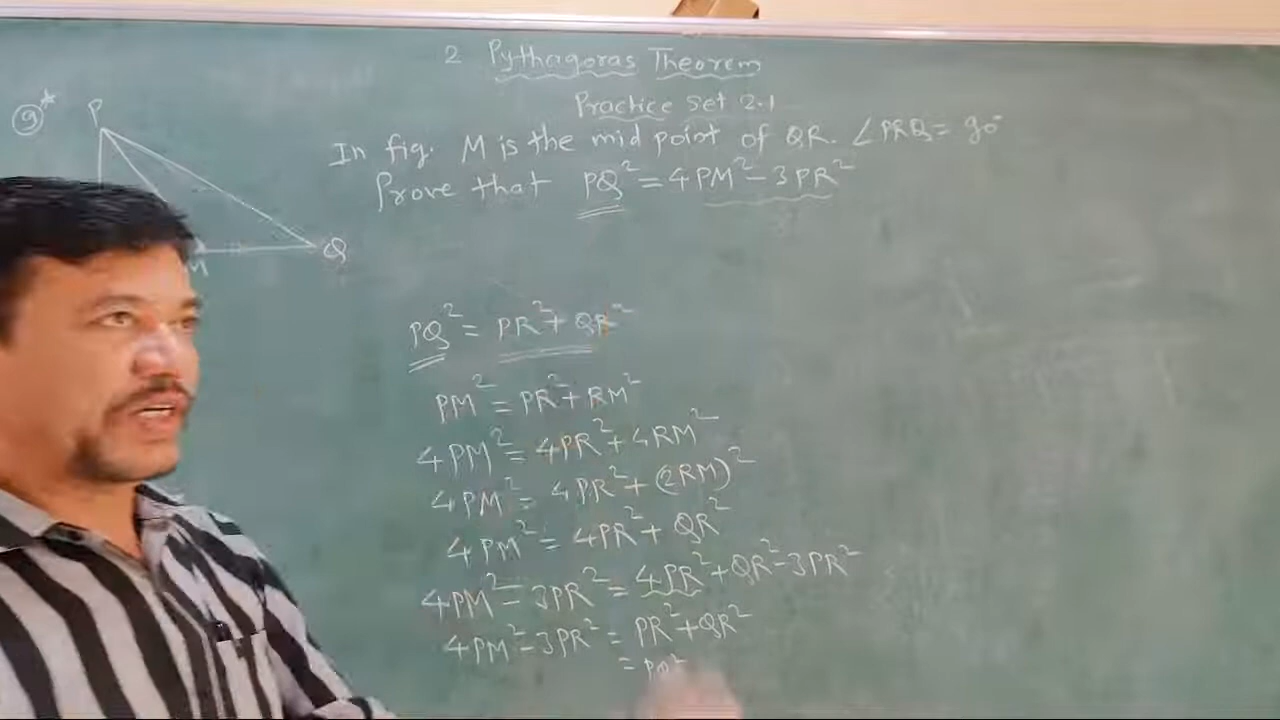 2 Pythagoras Theorem
Practice Set 2.1
9* In fig. M is the mid point of QR. ∠PRQ = 90°
Prove that PQ² = 4PM² - 3PR²
P
M
Q
PQ² = PR² + QR²
PM² = PR² + RM²
4PM² = 4PR² + 4RM²
4PM² = 4PR² + (2RM)²
4PM² = 4PR² + QR²
4PM² - 3PR² = 4PR² + QR² - 3PR²
4PM² - 3PR² = PR² + QR²
= PQ²